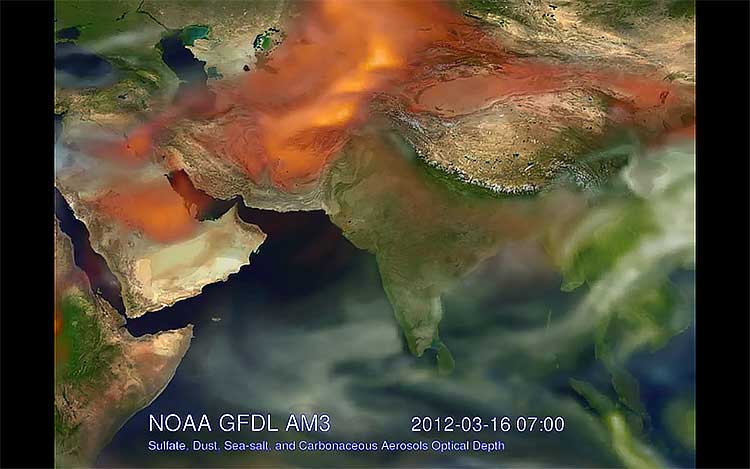 NOAA GFDL AM3 2012-03-16 07:00
Sulfate, Dust, Sea-salt, and Carbonaceous Aerosols Optical Depth